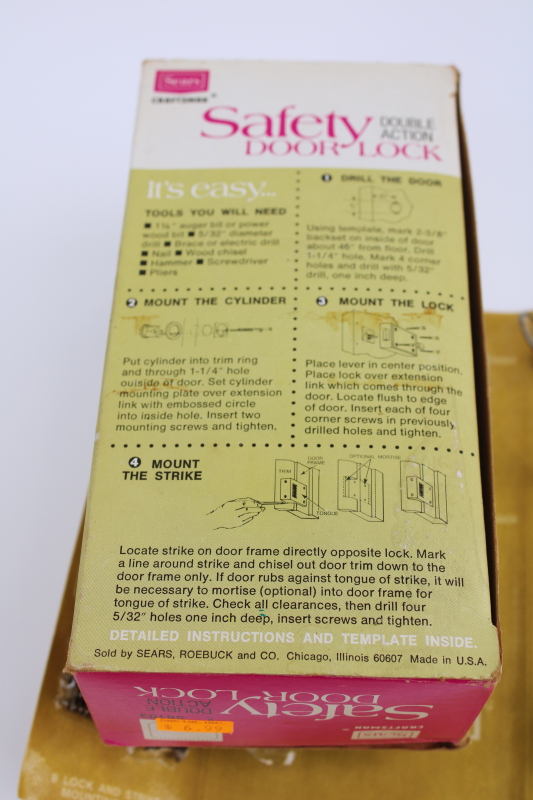 Sears
CRAFTSMAN
Safety DOUBLE ACTION
DOOR LOCK
It's easy...
TOOLS YOU WILL NEED
■ 1¼" auger bit or power
wood bit ■ 5/32" diameter
drill ■ Brace or electric drill
■ Nail ■ Wood chisel
■ Hammer ■ Screwdriver
■ Pliers
1 DRILL THE DOOR
Using template, mark 2-3/8"
backset on inside of door
about 46" from floor. Drill
1-1/4" hole. Mark 4 corner
holes and drill with 5/32"
drill, one inch deep.
2 MOUNT THE CYLINDER
Put cylinder into trim ring
and through 1-1/4" hole
outside of door. Set cylinder
mounting plate over extension
link with embossed circle
into inside hole. Insert two
mounting screws and tighten.
3 MOUNT THE LOCK
Place lever in center position.
Place lock over extension
link which comes through the
door. Locate flush to edge
of door. Insert each of four
corner screws in previously
drilled holes and tighten.
4 MOUNT
THE STRIKE
TRIM
DOOR
FRAME
OPTIONAL MORTISE
TONGUE
Locate strike on door frame directly opposite lock. Mark
a line around strike and chisel out door trim down to the
door frame only. If door rubs against tongue of strike, it will
be necessary to mortise (optional) into door frame for
tongue of strike. Check all clearances, then drill four
5/32" holes one inch deep, insert screws and tighten.
DETAILED INSTRUCTIONS AND TEMPLATE INSIDE.
Sold by SEARS, ROEBUCK and CO. Chicago, Illinois 60607 Made in U.S.A.
Safety DOUBLE ACTION
DOOR LOCK
Sears
CRAFTSMAN
$ 6.99
8 LOCK AND STRIKE